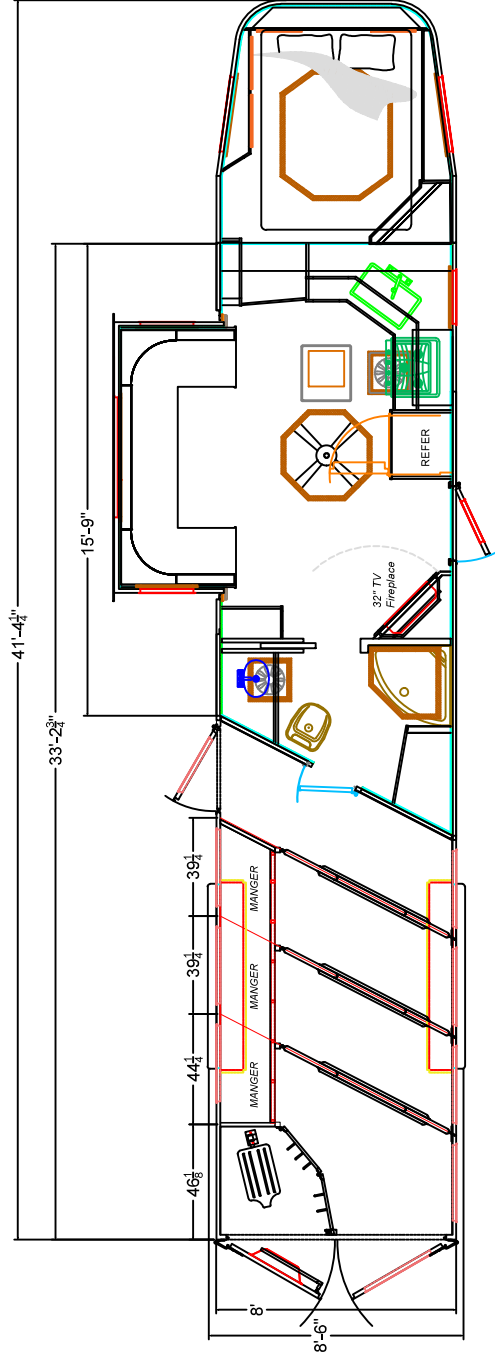 41'-4¼"
33'-2¾"
15'-9"
REFER
32" TV
Fireplace
39¼
39¼
44¼
46⅛
MANGER
MANGER
MANGER
8'
8'-6"